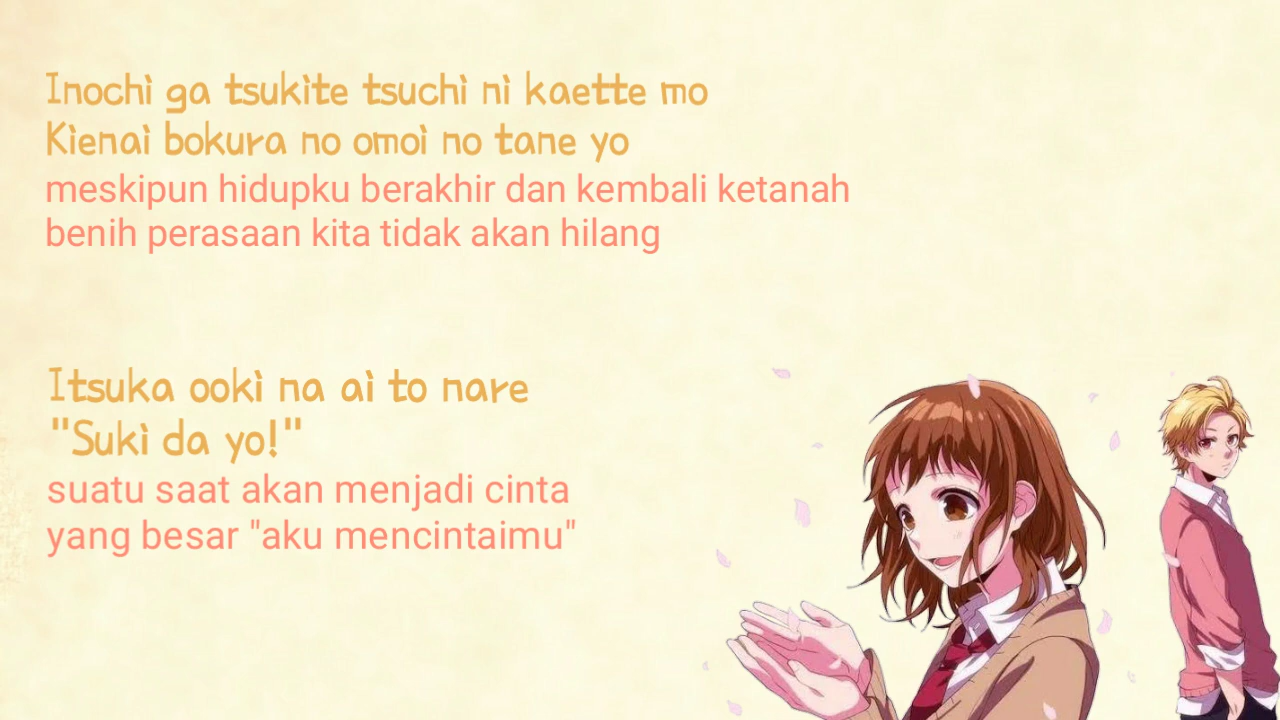 Inochi ga tsukite tsuchi ni kaette mo
Kienai bokura no omoi no tane yo
meskipun hidupku berakhir dan kembali ketanah
benih perasaan kita tidak akan hilang
Itsuka ooki na ai to nare
"Suki da yo!"
suatu saat akan menjadi cinta
yang besar "aku mencintaimu"